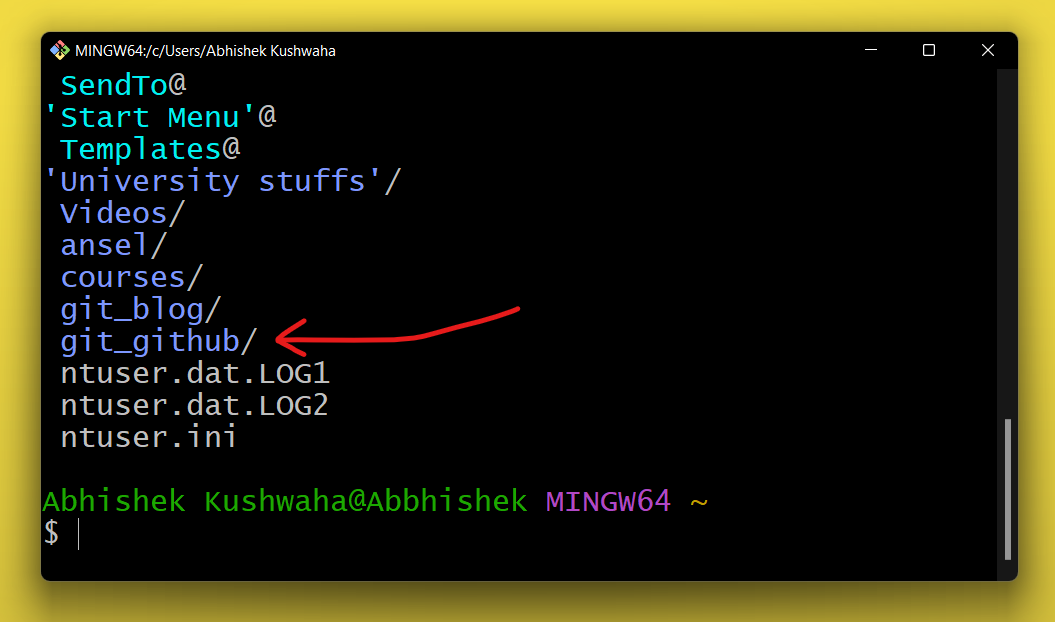 MINGW64:/c/Users/Abhishek Kushwaha
SendTo@
'Start Menu'@
Templates@
'University stuffs'/
Videos/
ansel/
courses/
git_blog/
git_github/
ntuser.dat.LOG1
ntuser.dat.LOG2
ntuser.ini
Abhishek Kushwaha@Abbhishek MINGW64 ~
$